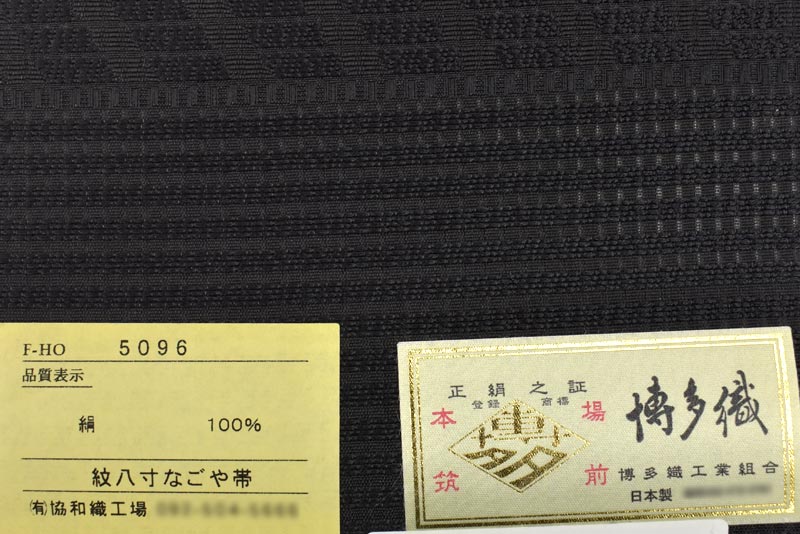 F-HO 5096
品質表示
絹 100%
紋八寸なごや帯
㈲協和織工場
正絹之証
登録 商標
本場
筑前
博多織
博多織工業組合
日本製